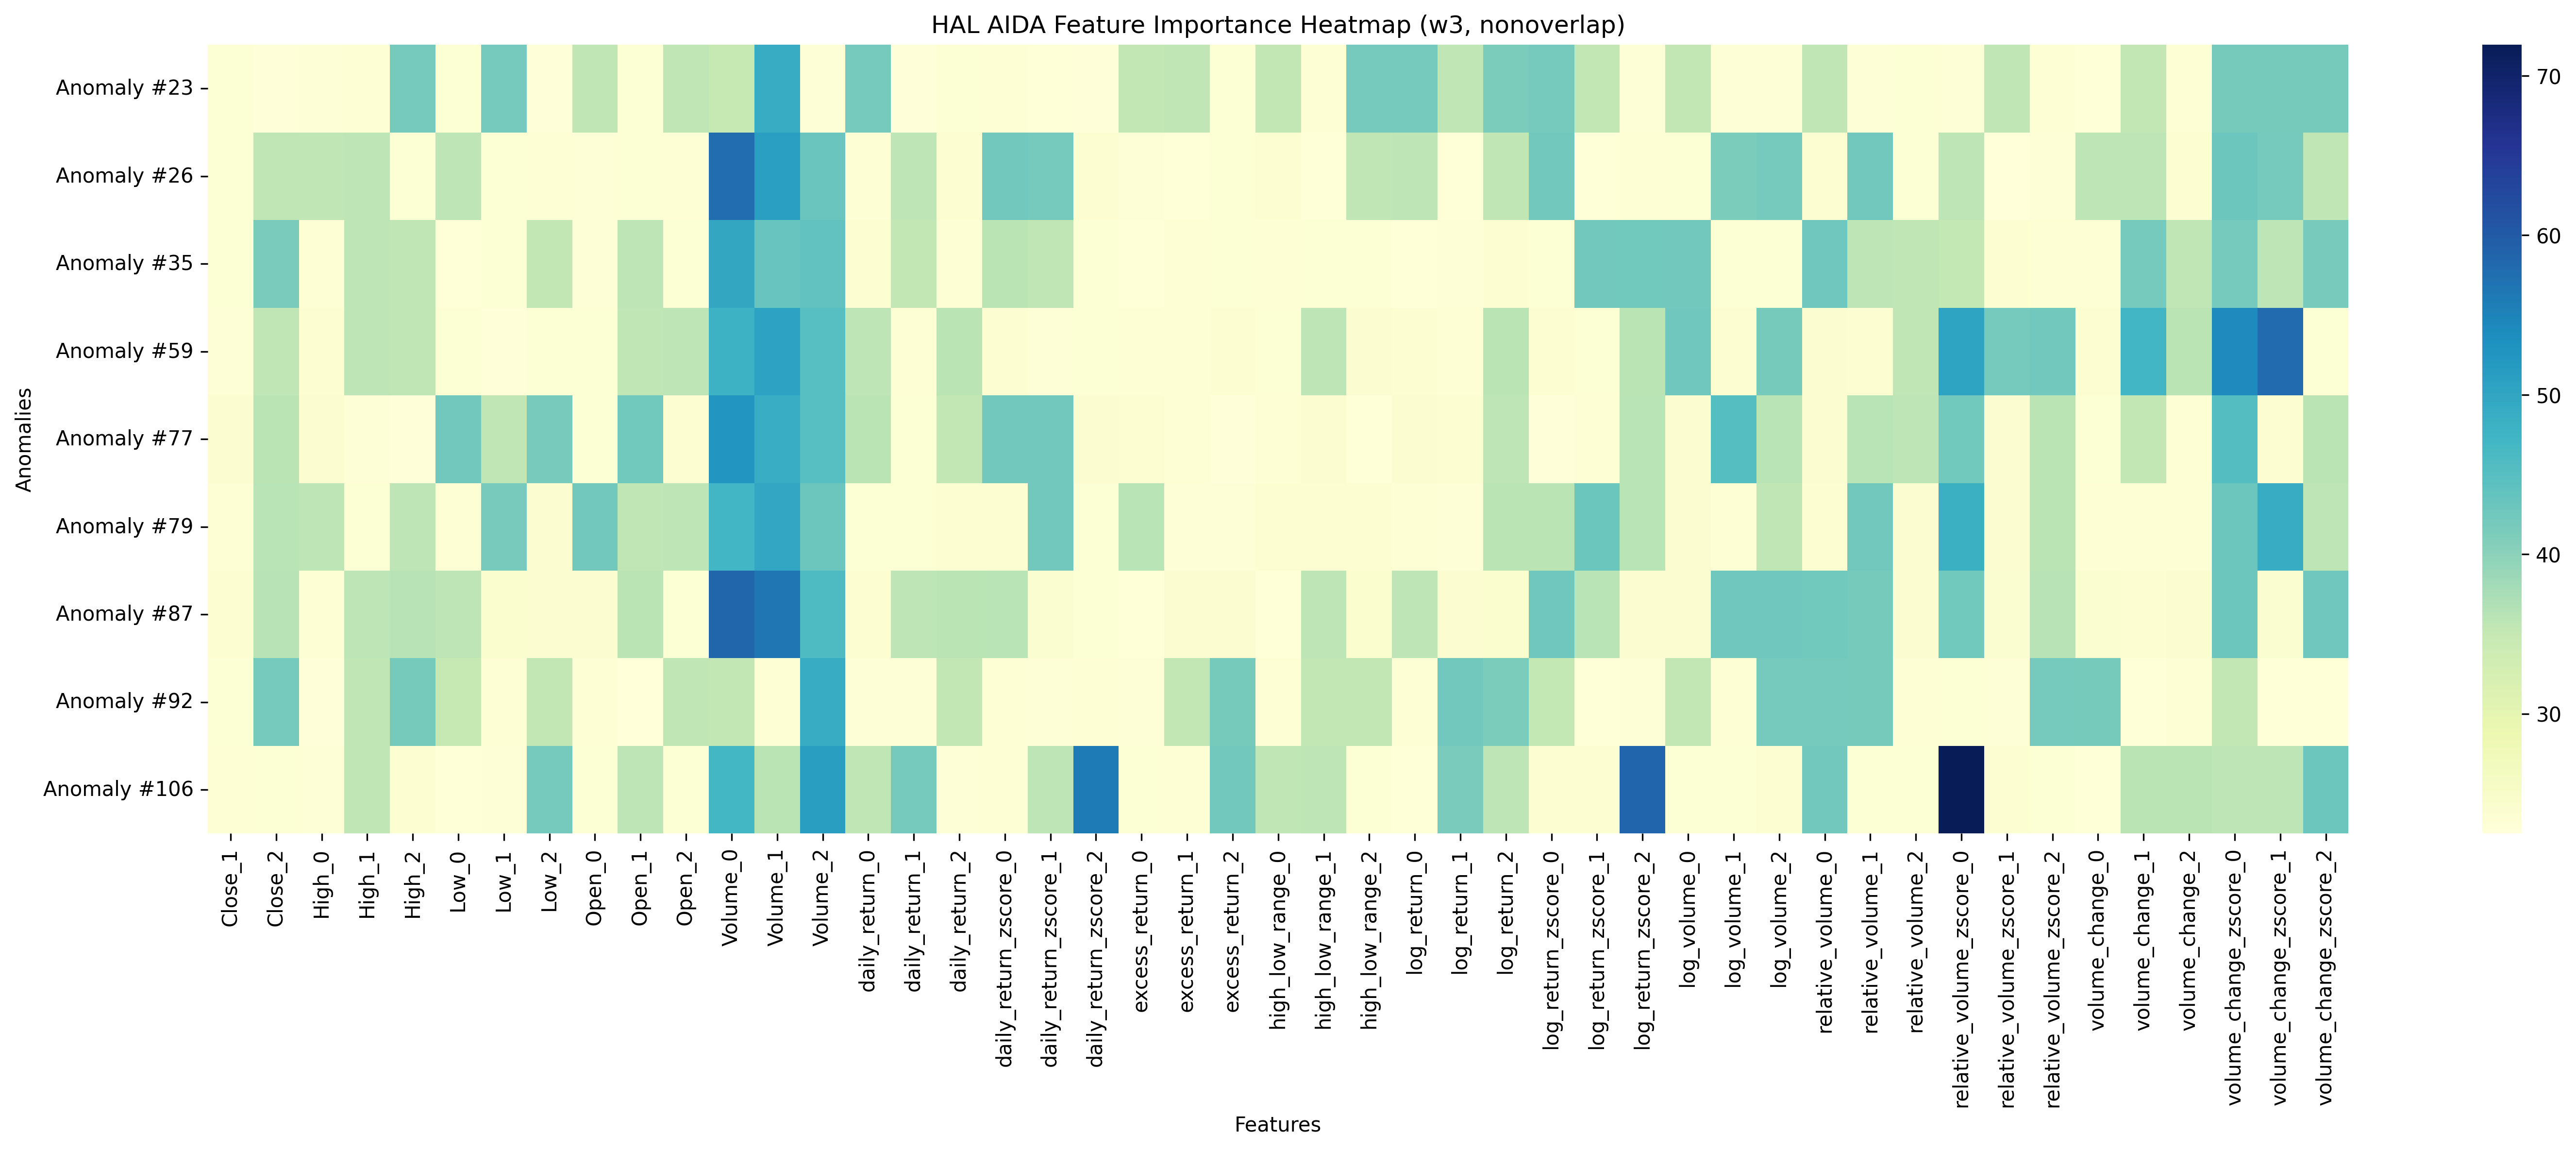 HAL AIDA Feature Importance Heatmap (w3, nonoverlap)
Anomalies
Anomaly #23
Anomaly #26
Anomaly #35
Anomaly #59
Anomaly #77
Anomaly #79
Anomaly #87
Anomaly #92
Anomaly #106
Close_1
Close_2
High_0
High_1
High_2
Low_0
Low_1
Low_2
Open_0
Open_1
Open_2
Volume_0
Volume_1
Volume_2
daily_return_0
daily_return_1
daily_return_2
daily_return_zscore_0
daily_return_zscore_1
daily_return_zscore_2
excess_return_0
excess_return_1
excess_return_2
high_low_range_0
high_low_range_1
high_low_range_2
log_return_0
log_return_1
log_return_2
log_return_zscore_0
log_return_zscore_1
log_return_zscore_2
log_volume_0
log_volume_1
log_volume_2
relative_volume_0
relative_volume_1
relative_volume_2
relative_volume_zscore_0
relative_volume_zscore_1
relative_volume_zscore_2
volume_change_0
volume_change_1
volume_change_2
volume_change_zscore_0
volume_change_zscore_1
volume_change_zscore_2
Features
70
60
50
40
30